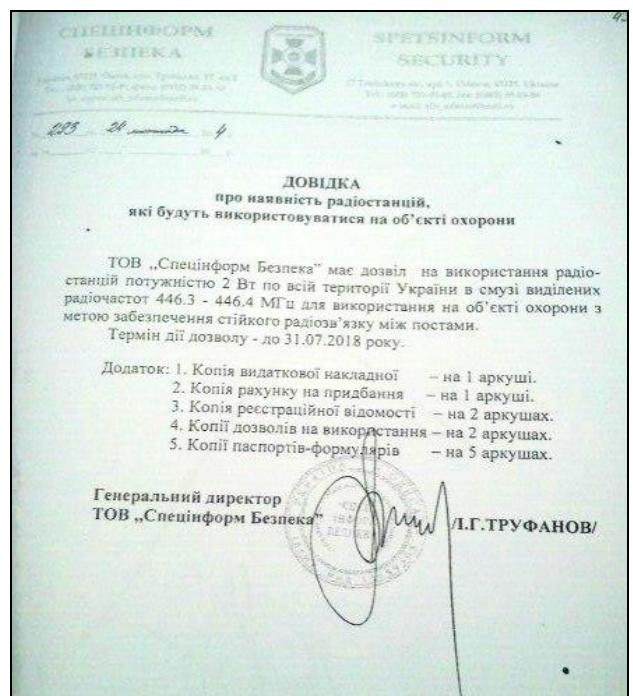 СПЕЦІНФОРМ
БЕЗПЕКА
SPETSINFORM
SECURITY
293 24
ДОВІДКА
про наявність радіостанцій,
які будуть використовуватися на об’єкті охорони
ТОВ „Спецінформ Безпека” має дозвіл на використання радіо-
станцій потужністю 2 Вт по всій території України в смузі виділених
радіочастот 446.3 - 446.4 МГц для використання на об’єкті охорони з
метою забезпечення стійкого радіозв’язку між постами.
Термін дії дозволу - до 31.07.2018 року.
Додаток: 1. Копія видаткової накладної – на 1 аркуші.
2. Копія рахунку на придбання – на 1 аркуші.
3. Копія реєстраційної відомості – на 2 аркушах.
4. Копії дозволів на використання – на 2 аркушах.
5. Копії паспортів-формулярів – на 5 аркушах.
Генеральний директор
ТОВ „Спецінформ Безпека” /І.Г.ТРУФАНОВ/